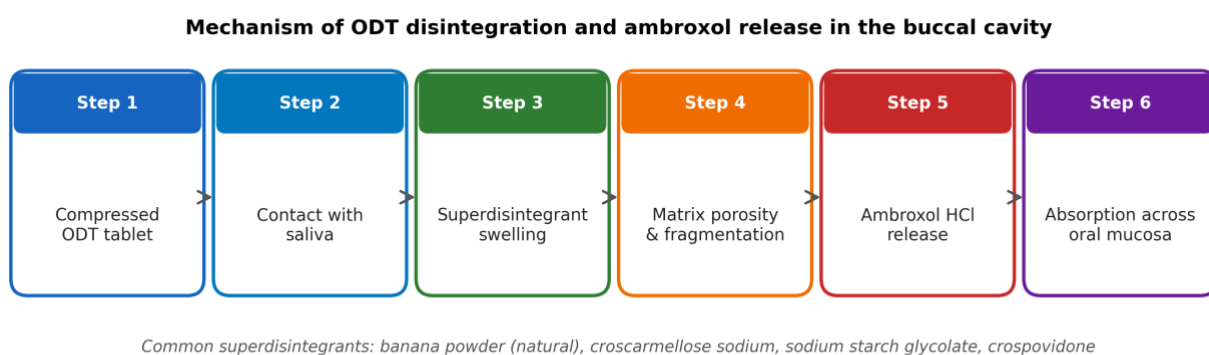 Mechanism of ODT disintegration and ambroxol release in the buccal cavity
Step 1
Compressed
ODT tablet
Step 2
Contact with
saliva
Step 3
Superdisintegrant
swelling
Step 4
Matrix porosity
& fragmentation
Step 5
Ambroxol HCl
release
Step 6
Absorption across
oral mucosa
Common superdisintegrants: banana powder (natural), croscarmellose sodium, sodium starch glycolate, crospovidone